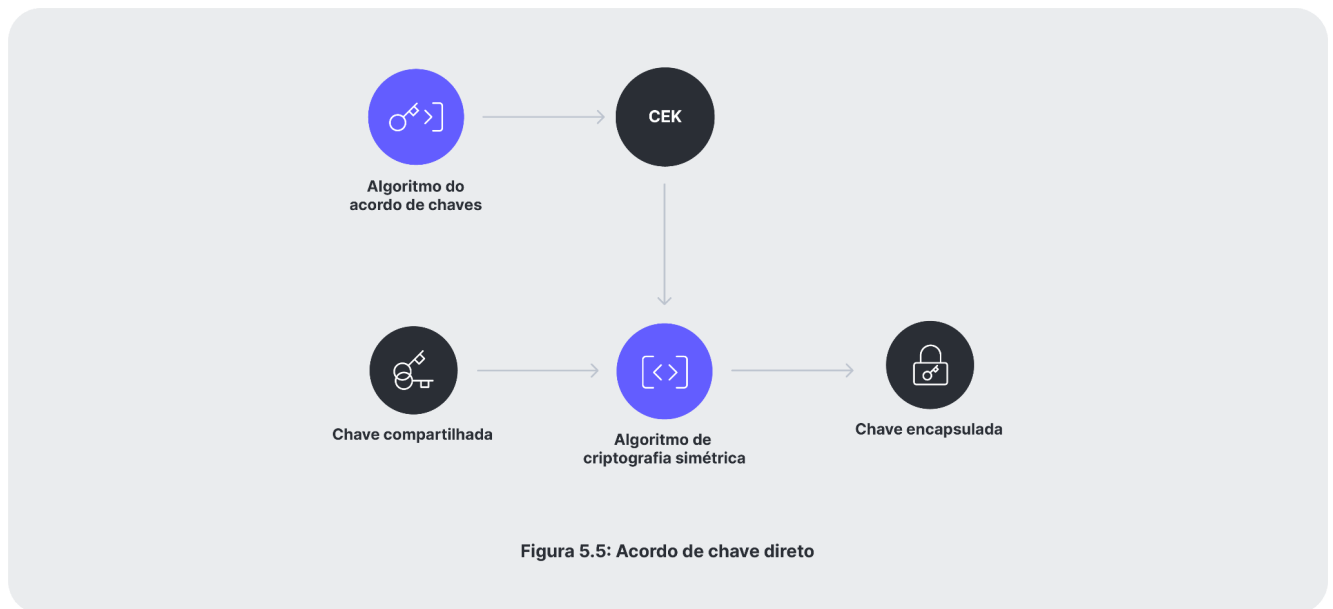 CEK
Algoritmo do
acordo de chaves
Chave compartilhada
Algoritmo de
criptografia simétrica
Chave encapsulada
Figura 5.5: Acordo de chave direto